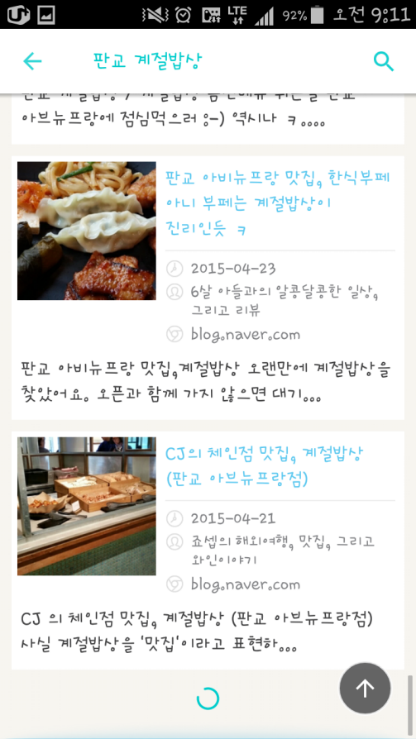 LTE 92% 오전 9:11
판교 계절밥상
아브뉴프랑에 점심먹으러 :-) 역시나 ㅋ....
판교 아비뉴프랑 맛집, 한식부페
아니 부페는 계절밥상이
진리인듯 ㅋ
2015-04-23
6살 아들과의 알콩달콩한 일상,
그리고 리뷰
blog.naver.com
판교 아비뉴프랑 맛집,계절밥상 오랜만에 계절밥상을
찾았어요. 오픈과 함께 가지 않으면 대기...
CJ의 체인점 맛집, 계절밥상
(판교 아브뉴프랑점)
2015-04-21
죠셉의 해외여행, 맛집, 그리고
와인이야기
blog.naver.com
CJ 의 체인점 맛집, 계절밥상 (판교 아브뉴프랑점)
사실 계절밥상을 '맛집'이라고 표현하...